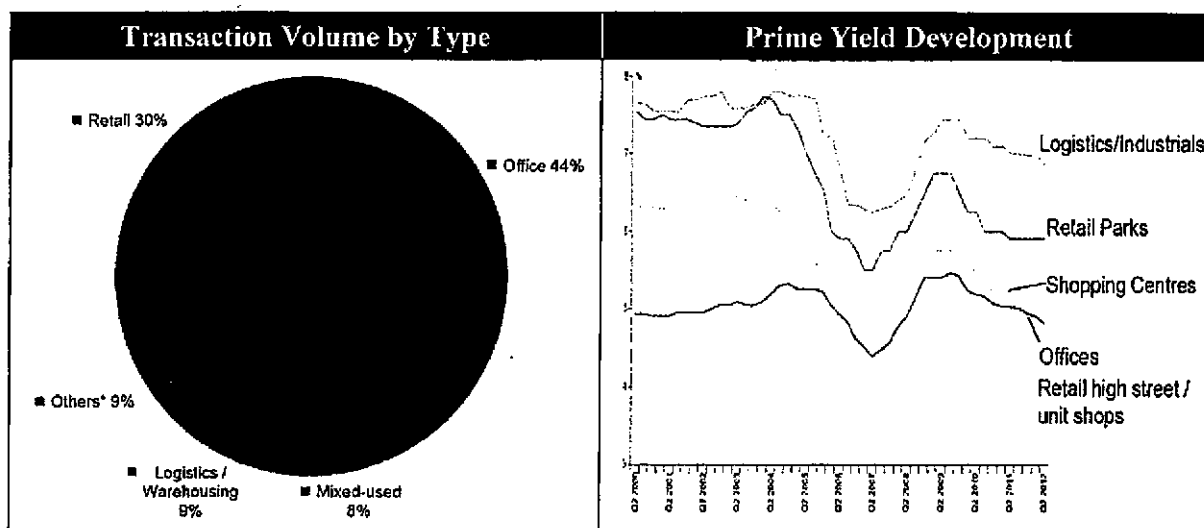 Transaction Volume by Type
Prime Yield Development
Retail 30%
Office 44%
Others* 9%
Logistics /
Warehousing
9%
Mixed-used
8%
Logistics/Industrials
Retail Parks
Shopping Centres
Offices
Retail high street /
unit shops